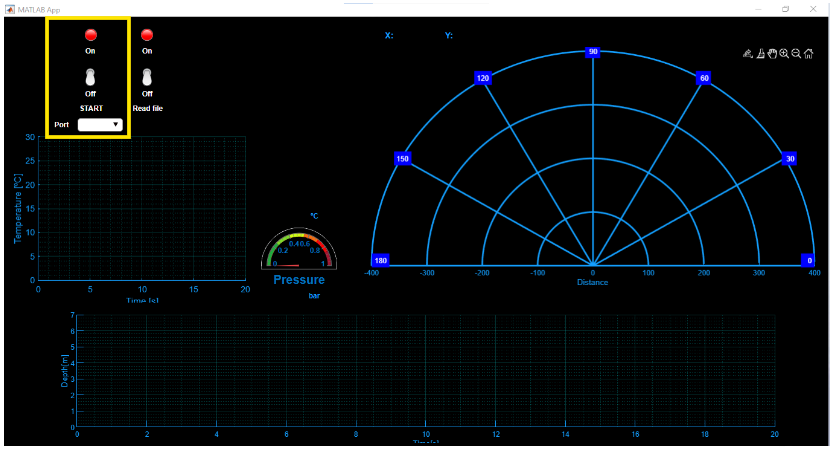 MATLAB App
On
On
Off
Off
START
Read file
Port
X:
Y:
90
120
60
150
30
180
0
-400
-300
-200
-100
0
100
200
300
400
Distance
30
25
20
15
10
5
0
Temperature [ºC]
0
5
10
15
20
Time [s]
°C
0
0.2
0.4
0.6
0.8
1
Pressure
bar
7
6
5
4
3
2
1
0
Depth[m]
0
2
4
6
8
10
12
14
16
18
20
Time[s]